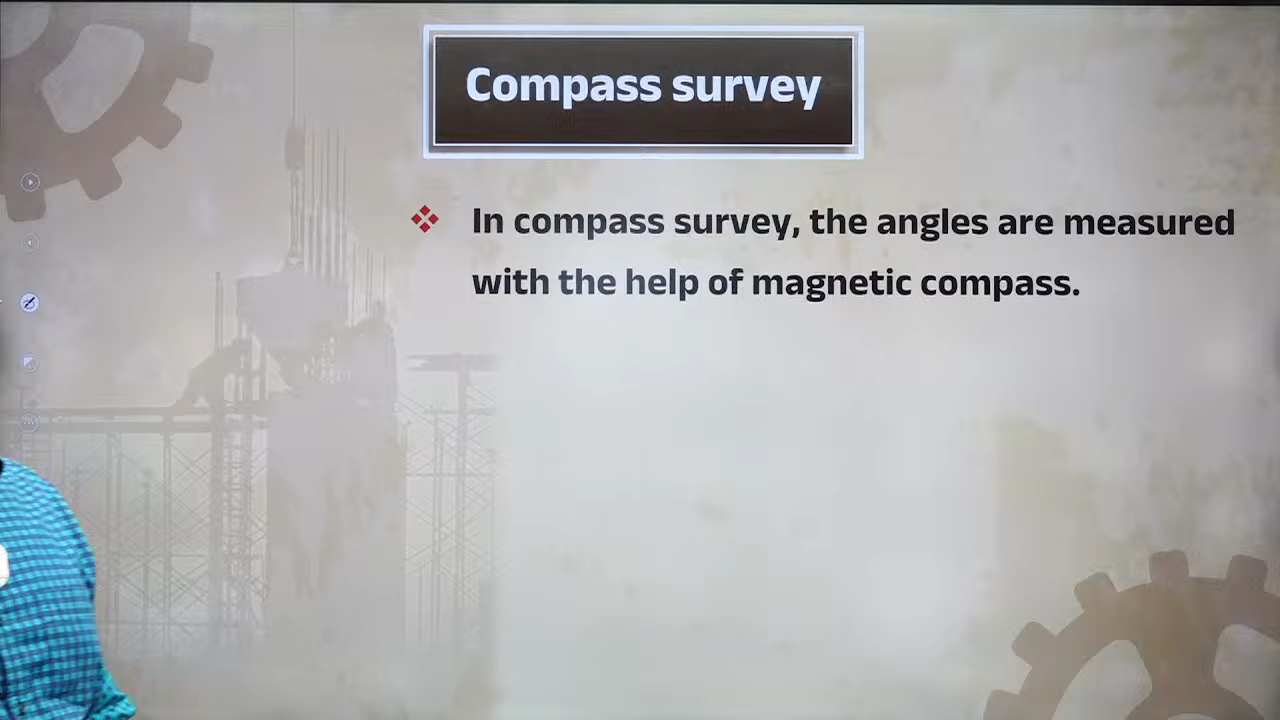 Compass survey
In compass survey, the angles are measured
with the help of magnetic compass.